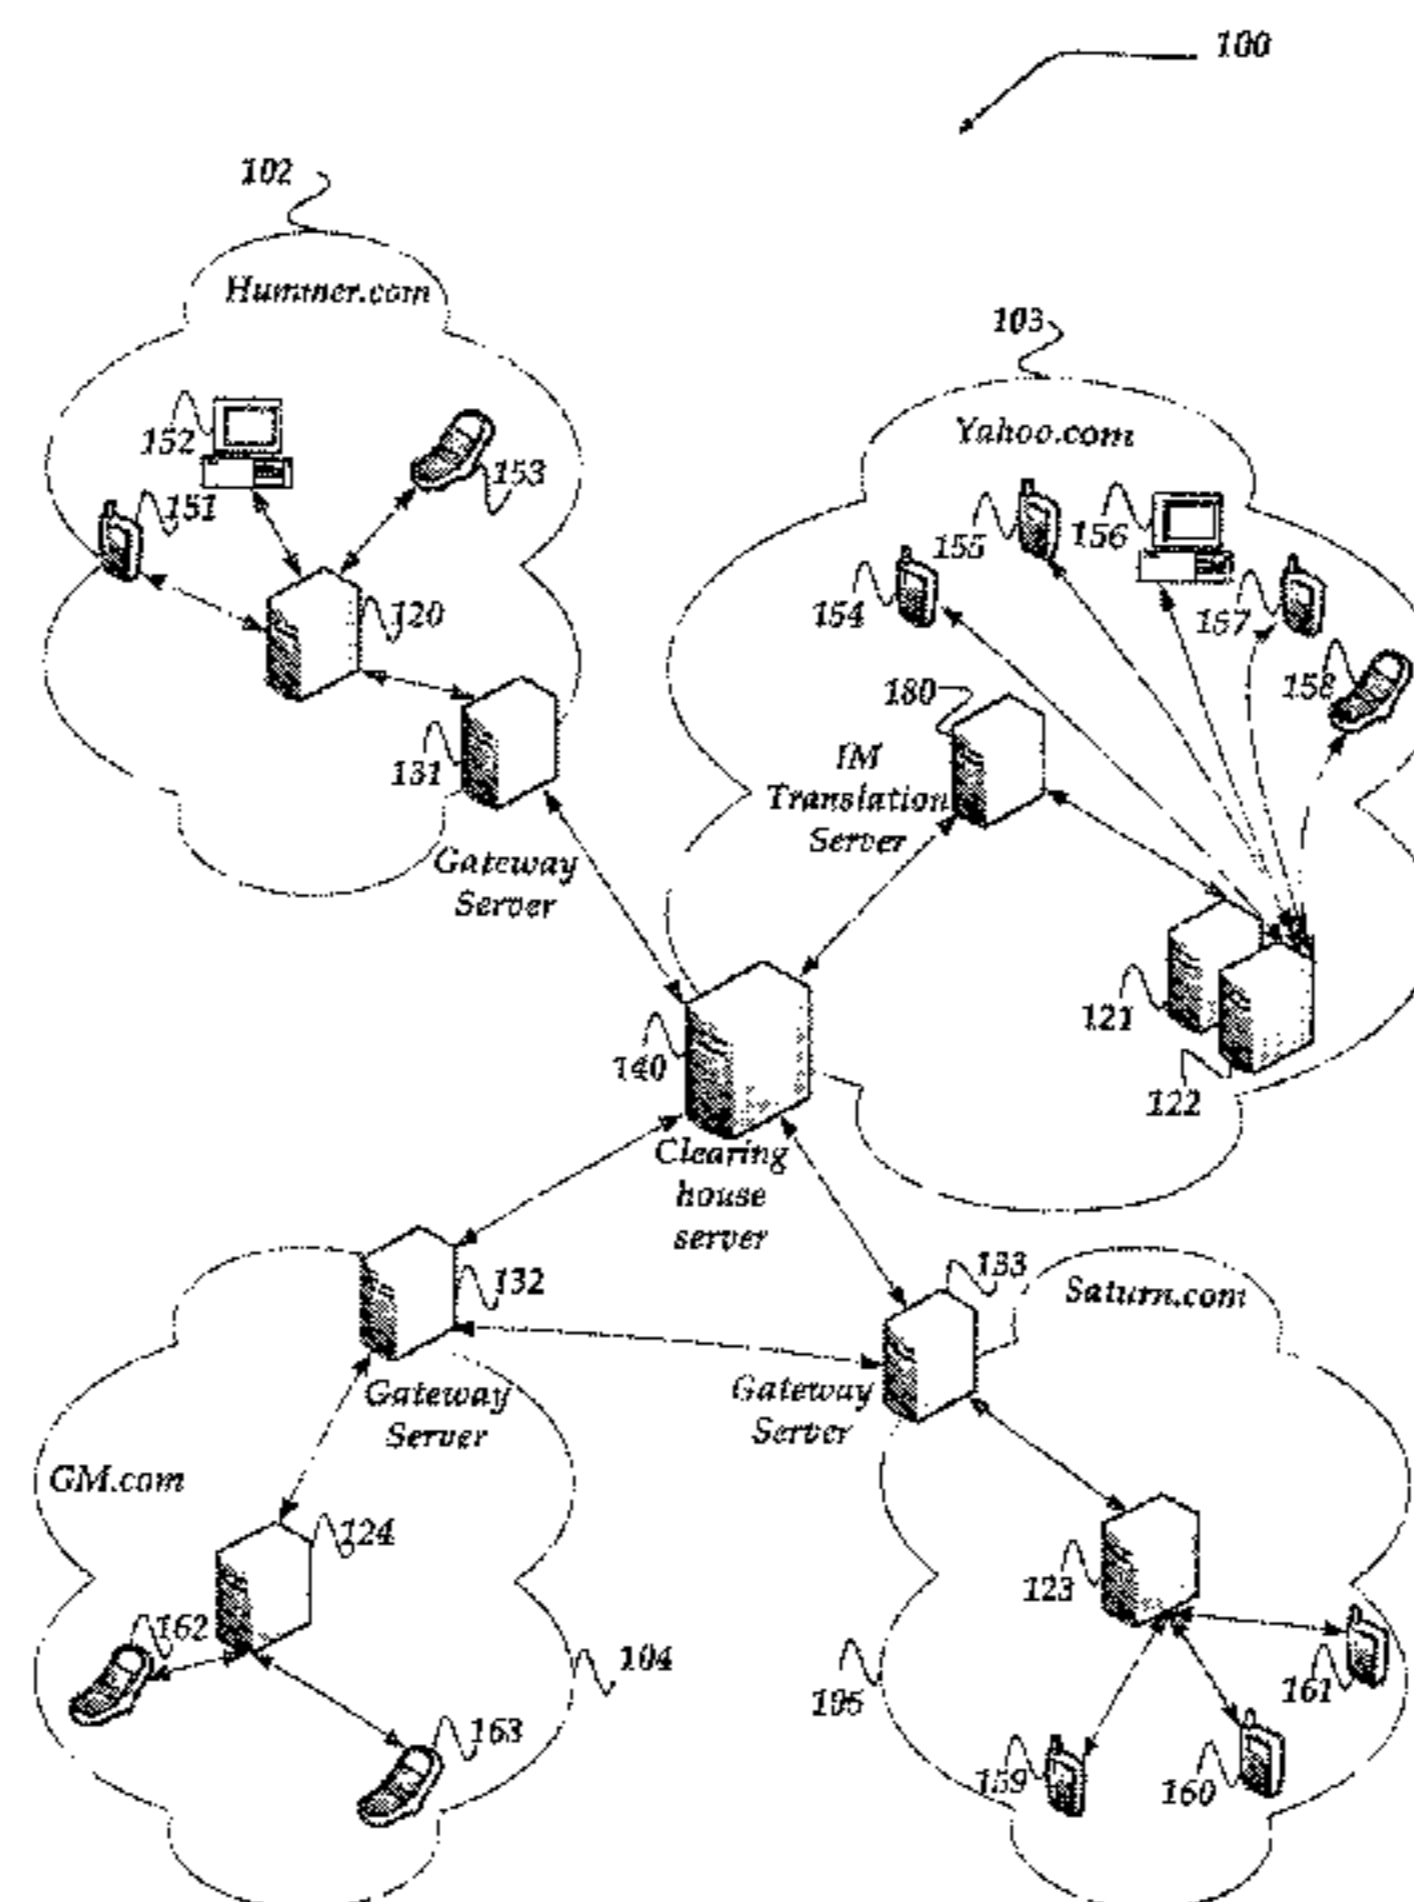 100
102
Hummer.com
152
153
151
120
131
Gateway
Server
103
Yahoo.com
155
156
154
157
158
180
IM
Translation
Server
121
122
140
Clearing
house
server
132
Gateway
Server
GM.com
124
162
163
104
133
Saturn.com
Gateway
Server
123
105
161
159
160